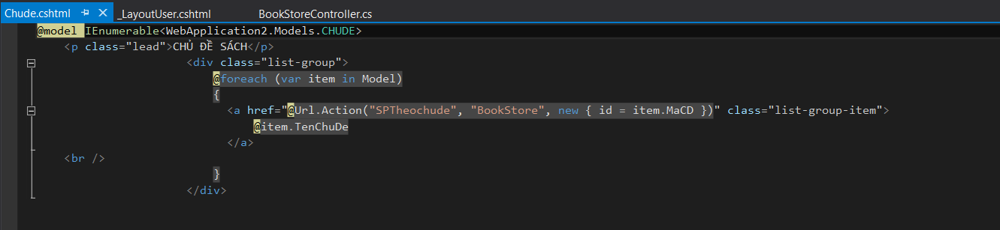 Chude.cshtml _LayoutUser.cshtml BookStoreController.cs
@model IEnumerable<WebApplication2.Models.CHUDE>
<p class="lead">CHỦ ĐỀ SÁCH</p>
<div class="list-group">
@foreach (var item in Model)
{
<a href="@Url.Action("SPTheochude", "BookStore", new { id = item.MaCD })" class="list-group-item">
@item.TenChuDe
</a>
<br />
}
</div>